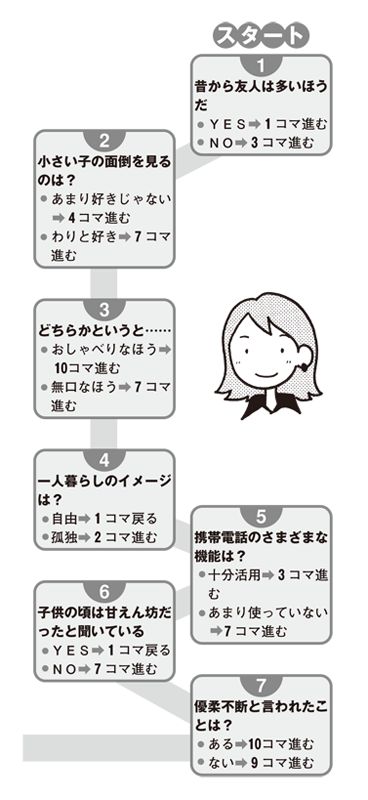 スタート
1
昔から友人は多いほう
だ
●ＹＥＳ➡1コマ進む
●ＮＯ➡3コマ進む
2
小さい子の面倒を見る
のは？
●あまり好きじゃない
➡4コマ進む
●わりと好き➡7コマ
進む
3
どちらかというと……
●おしゃべりなほう➡
10コマ進む
●無口なほう➡7コマ
進む
4
一人暮らしのイメージ
は？
●自由➡1コマ戻る
●孤独➡2コマ進む
5
携帯電話のさまざまな
機能は？
●十分活用➡3コマ進
む
●あまり使っていない
➡7コマ進む
6
子供の頃は甘えん坊だ
ったと聞いている
●ＹＥＳ➡1コマ戻る
●ＮＯ➡7コマ進む
7
優柔不断と言われたこ
とは？
●ある➡10コマ進む
●ない➡9コマ進む